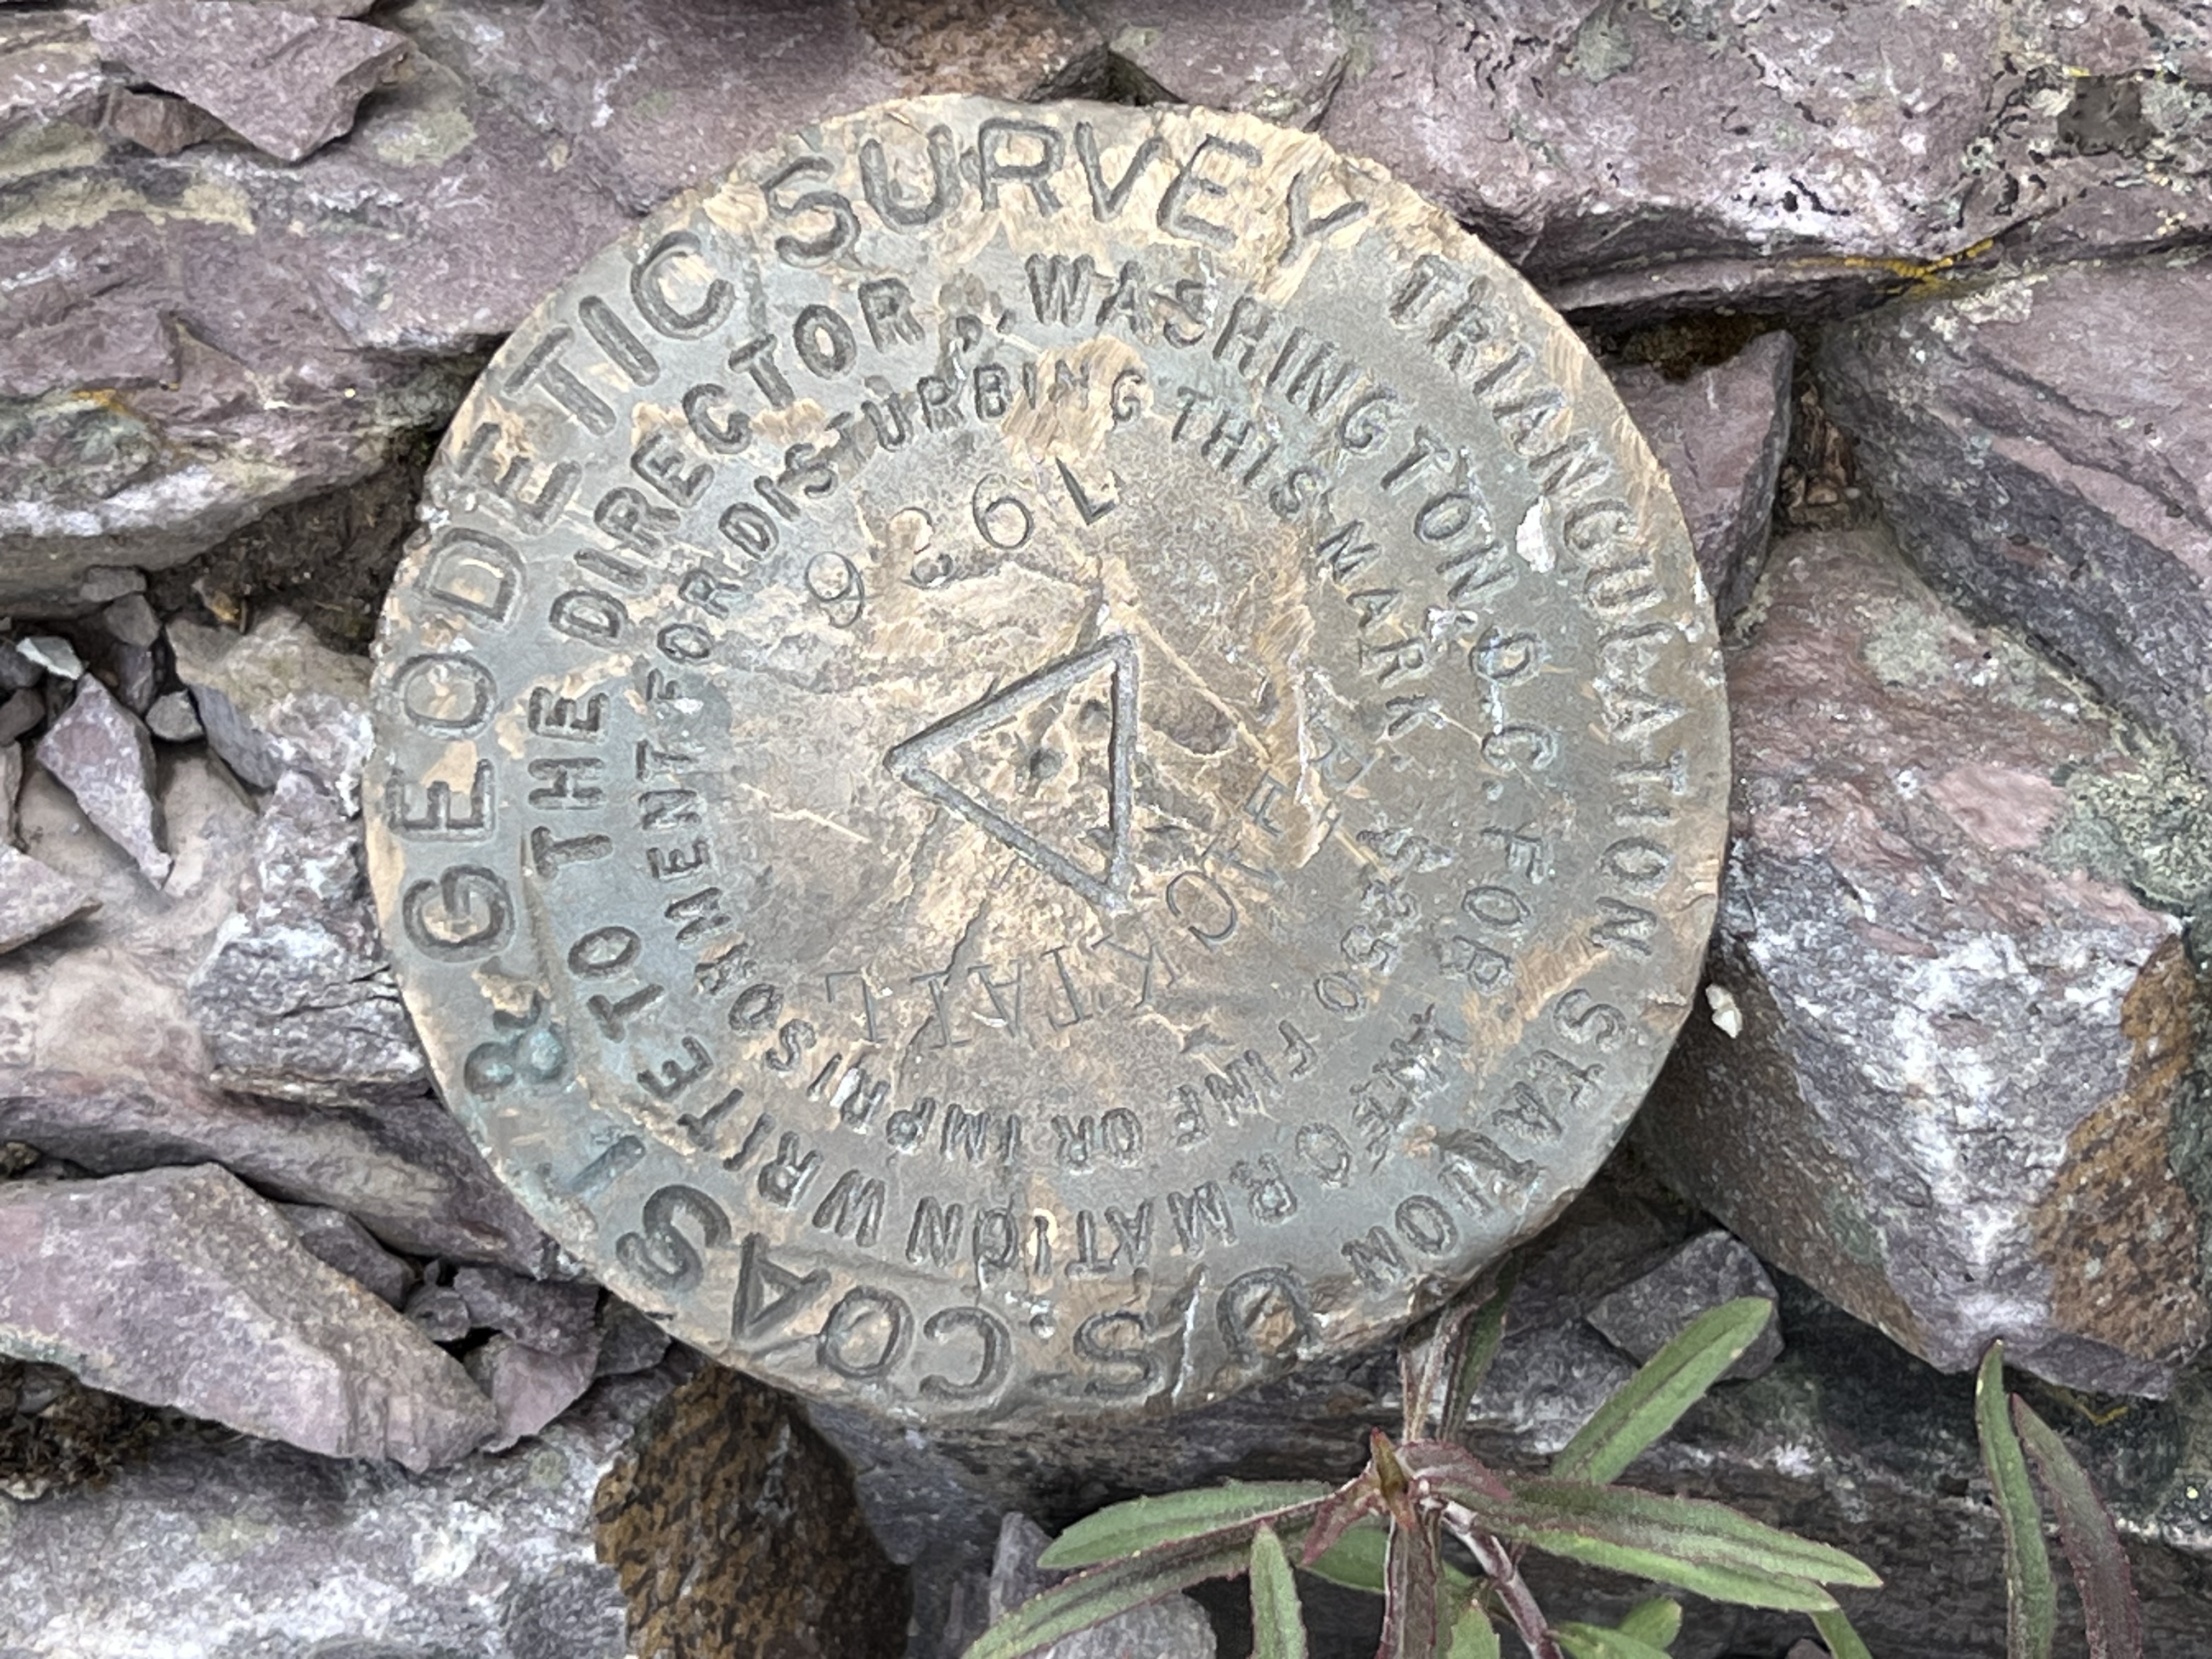 U.S. COAST & GEODETIC SURVEY TRIANGULATION STATION
INFORMATION WRITE TO THE DIRECTOR, WASHINGTON, D.C. FOR
$250 FINE OR IMPRISONMENT FOR DISTURBING THIS MARK
1936